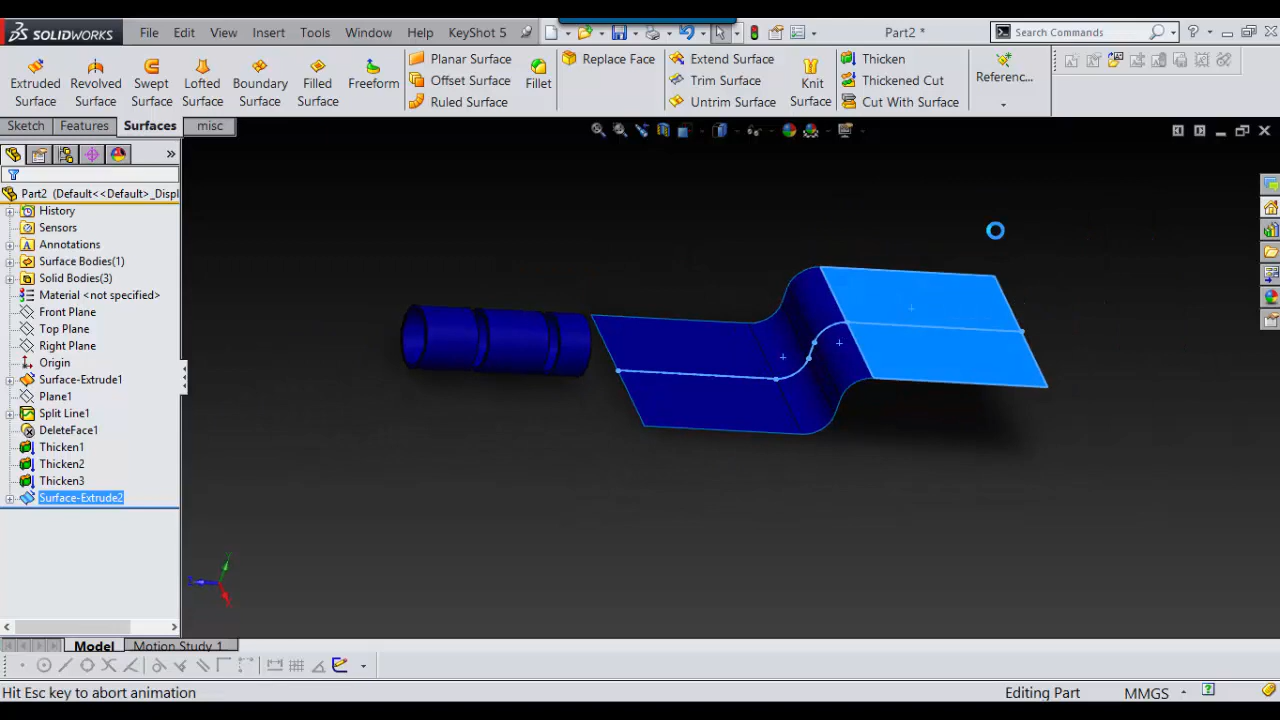 SOLIDWORKS File Edit View Insert Tools Window Help KeyShot 5 Part2 * Search Commands
Extruded Surface
Revolved Surface
Swept Surface
Lofted Surface
Boundary Surface
Filled Surface
Freeform
Planar Surface
Offset Surface
Ruled Surface
Fillet
Replace Face
Extend Surface
Trim Surface
Untrim Surface
Knit Surface
Thicken
Thickened Cut
Cut With Surface
Referenc...
Sketch Features Surfaces misc
Part2 (Default<<Default>_Displ
History
Sensors
Annotations
Surface Bodies(1)
Solid Bodies(3)
Material <not specified>
Front Plane
Top Plane
Right Plane
Origin
Surface-Extrude1
Plane1
Split Line1
DeleteFace1
Thicken1
Thicken2
Thicken3
Surface-Extrude2
Model Motion Study 1
Hit Esc key to abort animation Editing Part MMGS